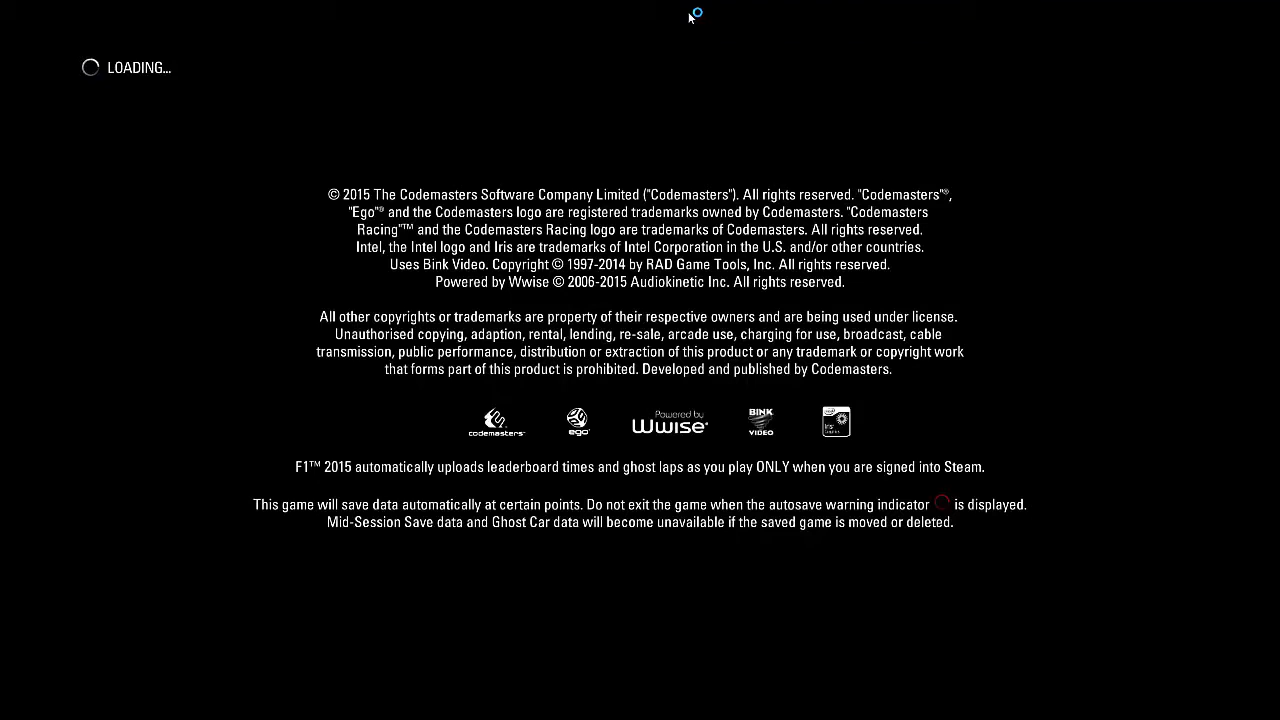 LOADING...
© 2015 The Codemasters Software Company Limited ("Codemasters"). All rights reserved. "Codemasters"®,
"Ego"® and the Codemasters logo are registered trademarks owned by Codemasters. "Codemasters
Racing"™ and the Codemasters Racing logo are trademarks of Codemasters. All rights reserved.
Intel, the Intel logo and Iris are trademarks of Intel Corporation in the U.S. and/or other countries.
Uses Bink Video. Copyright © 1997-2014 by RAD Game Tools, Inc. All rights reserved.
Powered by Wwise © 2006-2015 Audiokinetic Inc. All rights reserved.
All other copyrights or trademarks are property of their respective owners and are being used under license.
Unauthorised copying, adaption, rental, lending, re-sale, arcade use, charging for use, broadcast, cable
transmission, public performance, distribution or extraction of this product or any trademark or copyright work
that forms part of this product is prohibited. Developed and published by Codemasters.
codemasters
ego
Powered by
Wwise
BINK
VIDEO
F1™ 2015 automatically uploads leaderboard times and ghost laps as you play ONLY when you are signed into Steam.
This game will save data automatically at certain points. Do not exit the game when the autosave warning indicator is displayed.
Mid-Session Save data and Ghost Car data will become unavailable if the saved game is moved or deleted.